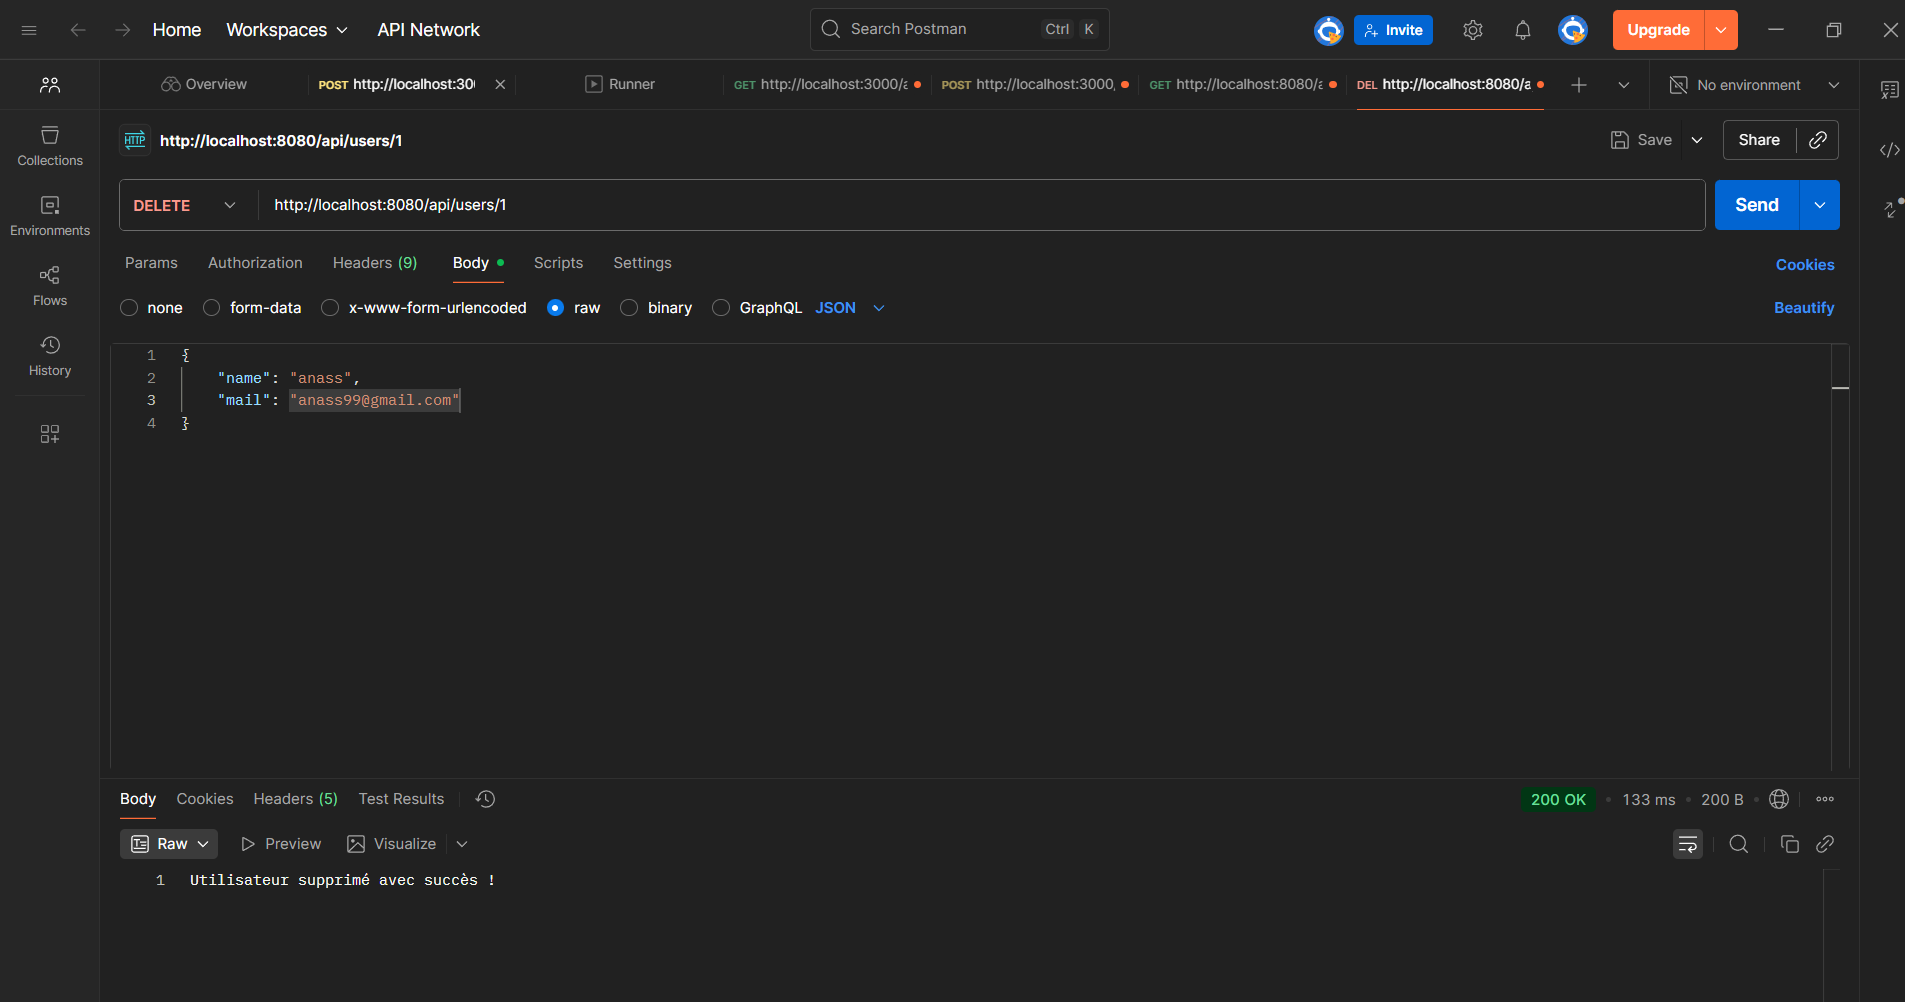 Home Workspaces API Network Search Postman Ctrl K Invite Upgrade
Overview POST http://localhost:300 Runner GET http://localhost:3000/a POST http://localhost:3000, GET http://localhost:8080/a DEL http://localhost:8080/a No environment
HTTP http://localhost:8080/api/users/1 Save Share
Collections
Environments
Flows
History
DELETE http://localhost:8080/api/users/1 Send
Params Authorization Headers (9) Body Scripts Settings Cookies
none form-data x-www-form-urlencoded raw binary GraphQL JSON Beautify
1 {
2 "name": "anass",
3 "mail": "anass99@gmail.com"
4 }
Body Cookies Headers (5) Test Results 200 OK 133 ms 200 B
Raw Preview Visualize
1 Utilisateur supprimé avec succès !